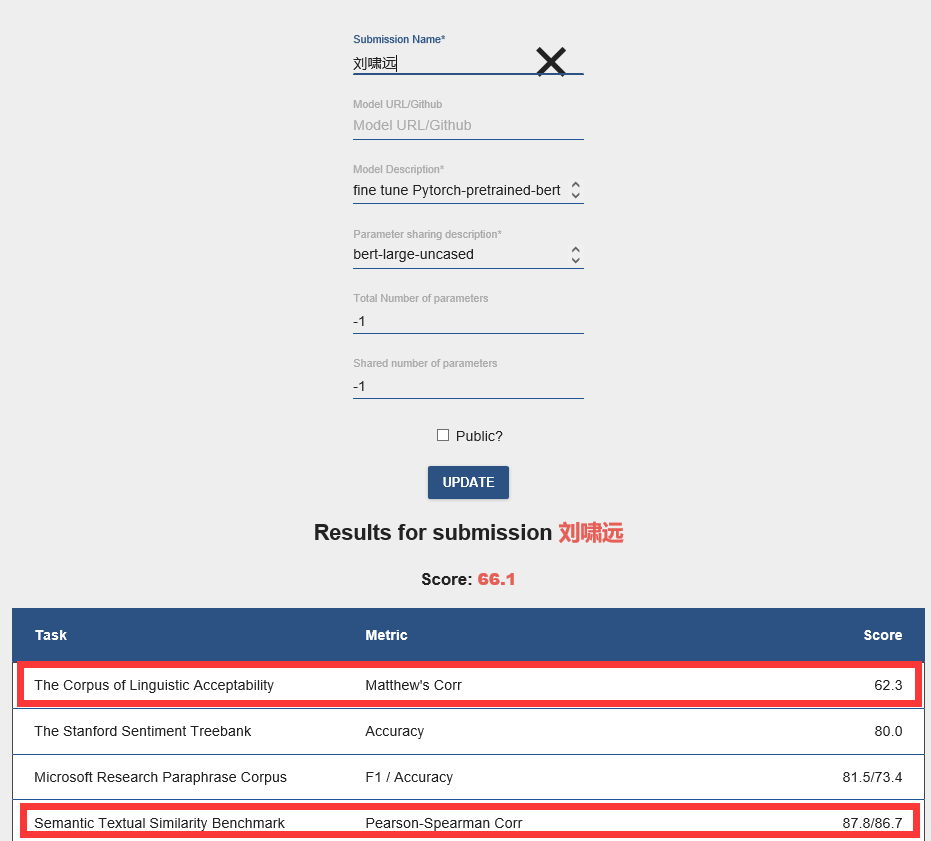 Submission Name*
刘啸远
Model URL/Github
Model URL/Github
Model Description*
fine tune Pytorch-pretrained-bert
Parameter sharing description*
bert-large-uncased
Total Number of parameters
-1
Shared number of parameters
-1
Public?
UPDATE
Results for submission 刘啸远
Score: 66.1
Task Metric Score
The Corpus of Linguistic Acceptability Matthew's Corr 62.3
The Stanford Sentiment Treebank Accuracy 80.0
Microsoft Research Paraphrase Corpus F1 / Accuracy 81.5/73.4
Semantic Textual Similarity Benchmark Pearson-Spearman Corr 87.8/86.7